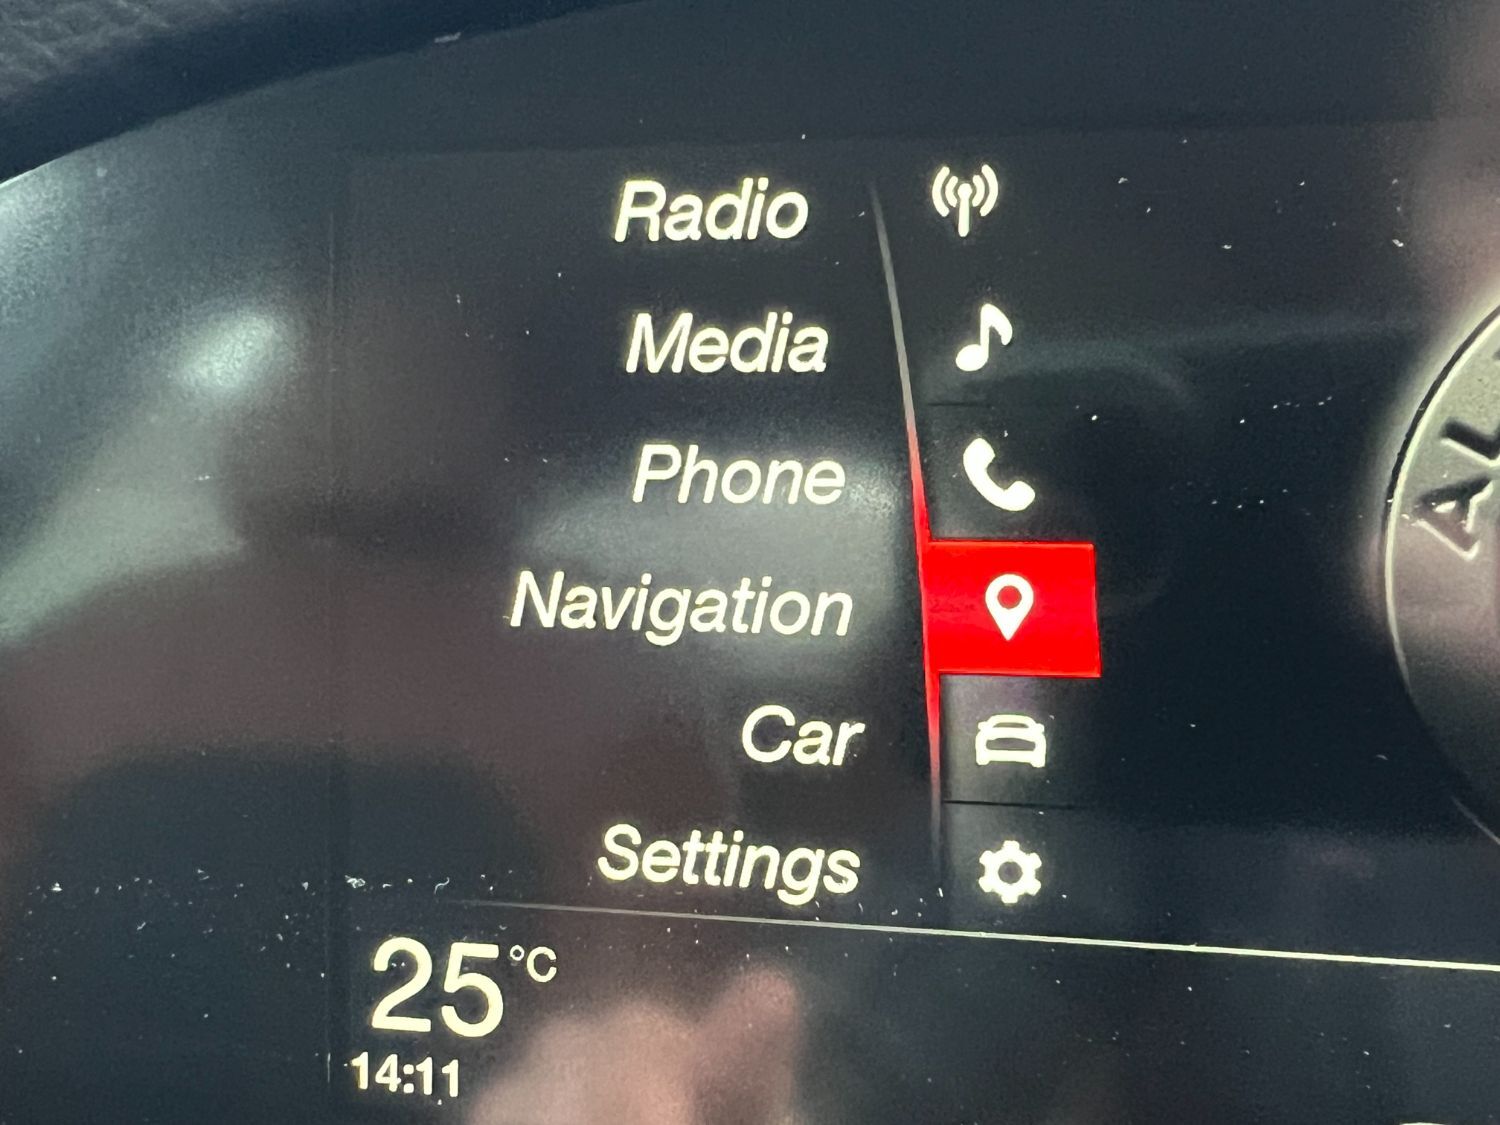 Radio
Media
Phone
Navigation
Car
Settings
25°C
14:11